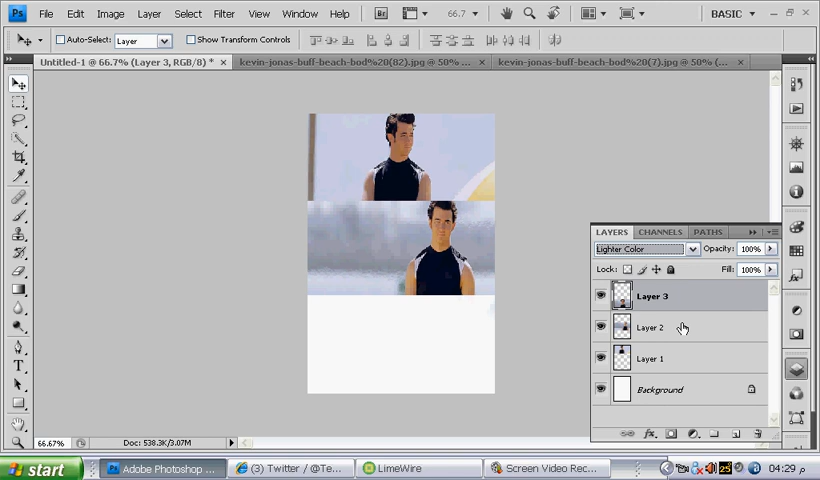 File Edit Image Layer Select Filter View Window Help Br 66.7 BASIC
Auto-Select: Layer Show Transform Controls
Untitled-1 @ 66.7% (Layer 3, RGB/8) * kevin-jonas-buff-beach-bod%20(82).jpg @ 50% ... kevin-jonas-buff-beach-bod%20(7).jpg @ 50% (...
LAYERS CHANNELS PATHS
Lighter Color Opacity: 100%
Lock: Fill: 100%
Layer 3
Layer 2
Layer 1
Background
66.67% Doc: 538.3K/3.07M
start Adobe Photoshop ... (3) Twitter / @Te... LimeWire Screen Video Rec... 25 04:29 م